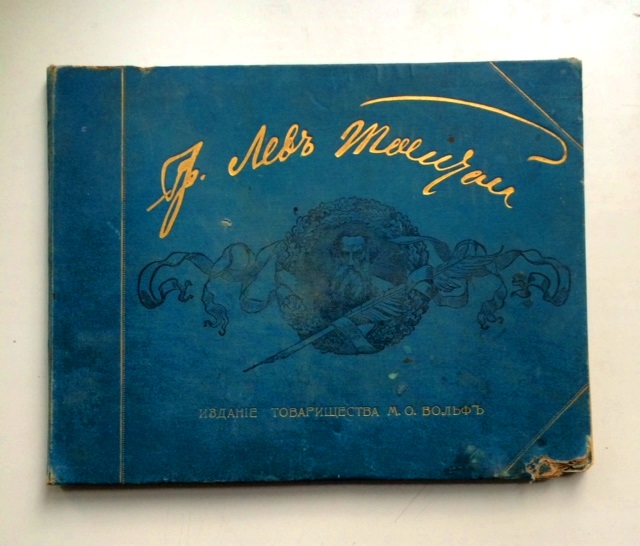 Гр. Левъ Толстой
ИЗДАНІЕ ТОВАРИЩЕСТВА М. О. ВОЛЬФЪ